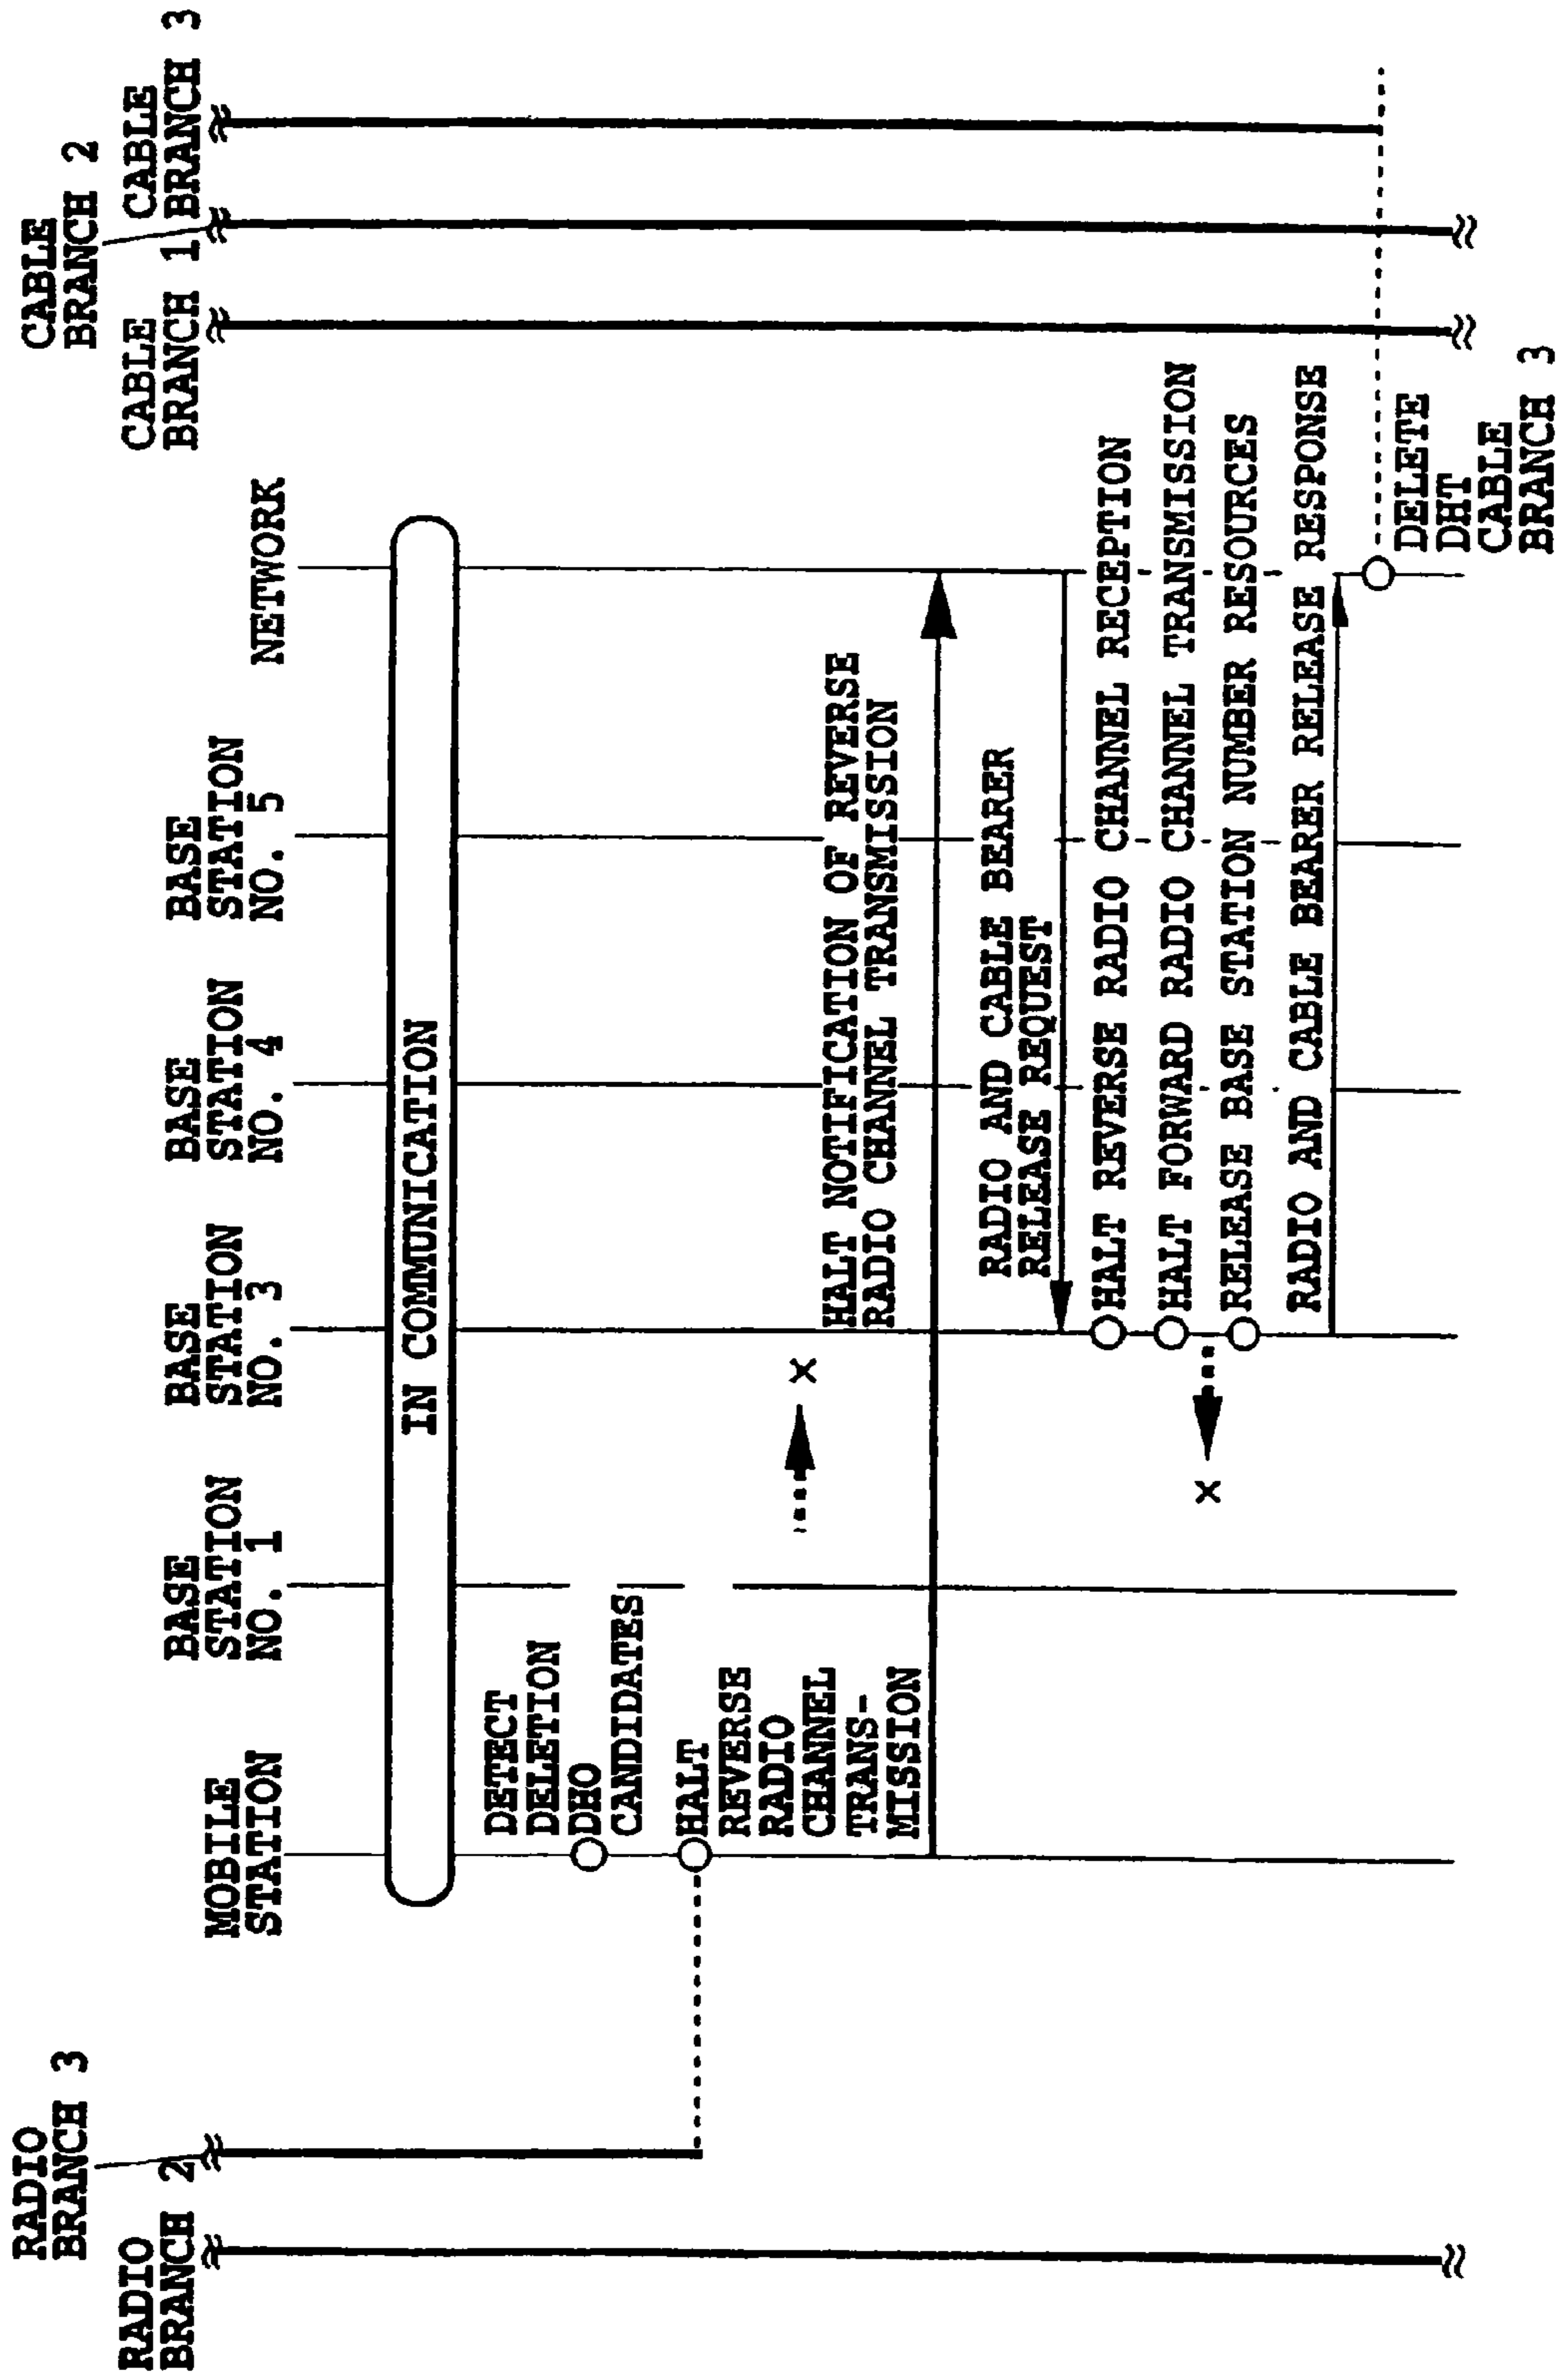 RADIO
BRANCH 3
RADIO
BRANCH 2
MOBILE
STATION
BASE
STATION
NO. 1
BASE
STATION
NO. 3
BASE
STATION
NO. 4
BASE
STATION
NO. 5
NETWORK
CABLE
BRANCH 1
CABLE
BRANCH 2
CABLE
BRANCH 3
IN COMMUNICATION
DETECT
DELETION
DHO
CANDIDATES
HALT
REVERSE
RADIO
CHANNEL
TRANS-
MISSION
x
HALT NOTIFICATION OF REVERSE
RADIO CHANNEL TRANSMISSION
RADIO AND CABLE BEARER
RELEASE REQUEST
HALT REVERSE RADIO CHANNEL RECEPTION
HALT FORWARD RADIO CHANNEL TRANSMISSION
x
RELEASE BASE STATION NUMBER RESOURCES
RADIO AND CABLE BEARER RELEASE RESPONSE
DELETE
DHT
CABLE
BRANCH 3